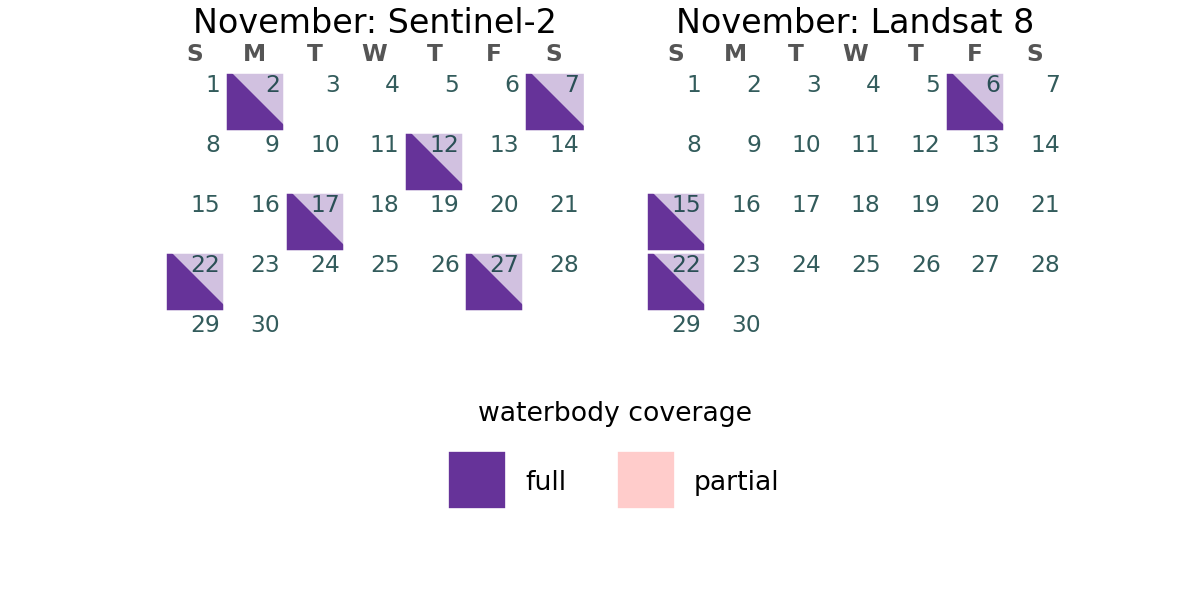 November: Sentinel-2
S M T W T F S
1 2 3 4 5 6 7
8 9 10 11 12 13 14
15 16 17 18 19 20 21
22 23 24 25 26 27 28
29 30
November: Landsat 8
S M T W T F S
1 2 3 4 5 6 7
8 9 10 11 12 13 14
15 16 17 18 19 20 21
22 23 24 25 26 27 28
29 30
waterbody coverage
full partial